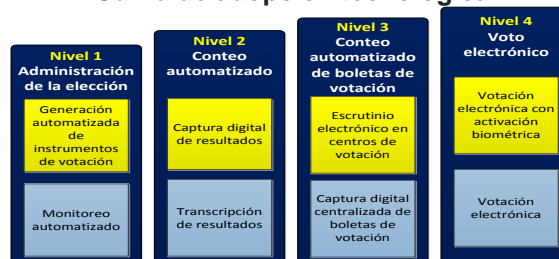 Nivel 1
Administración
de la elección
Generación
automatizada
de
instrumentos
de votación
Monitoreo
automatizado
Nivel 2
Conteo
automatizado
Captura digital
de resultados
Transcripción
de resultados
Nivel 3
Conteo
automatizado
de boletas de
votación
Escrutinio
electrónico en
centros de
votación
Captura digital
centralizada de
boletas de
votación
Nivel 4
Voto
electrónico
Votación
electrónica con
activación
biométrica
Votación
electrónica